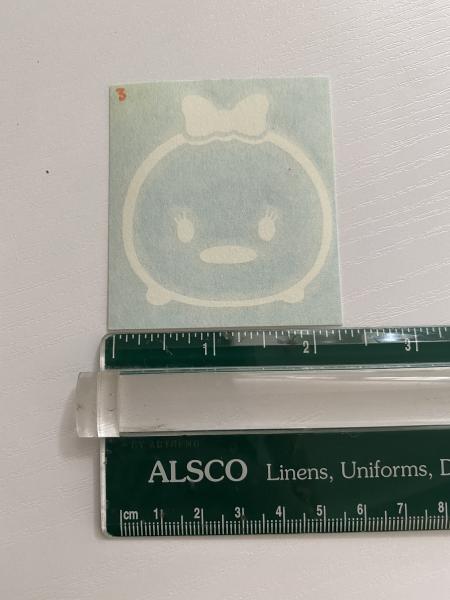 3
1 2 3
ALSCO Linens, Uniforms, D
cm 1 2 3 4 5 6 7 8